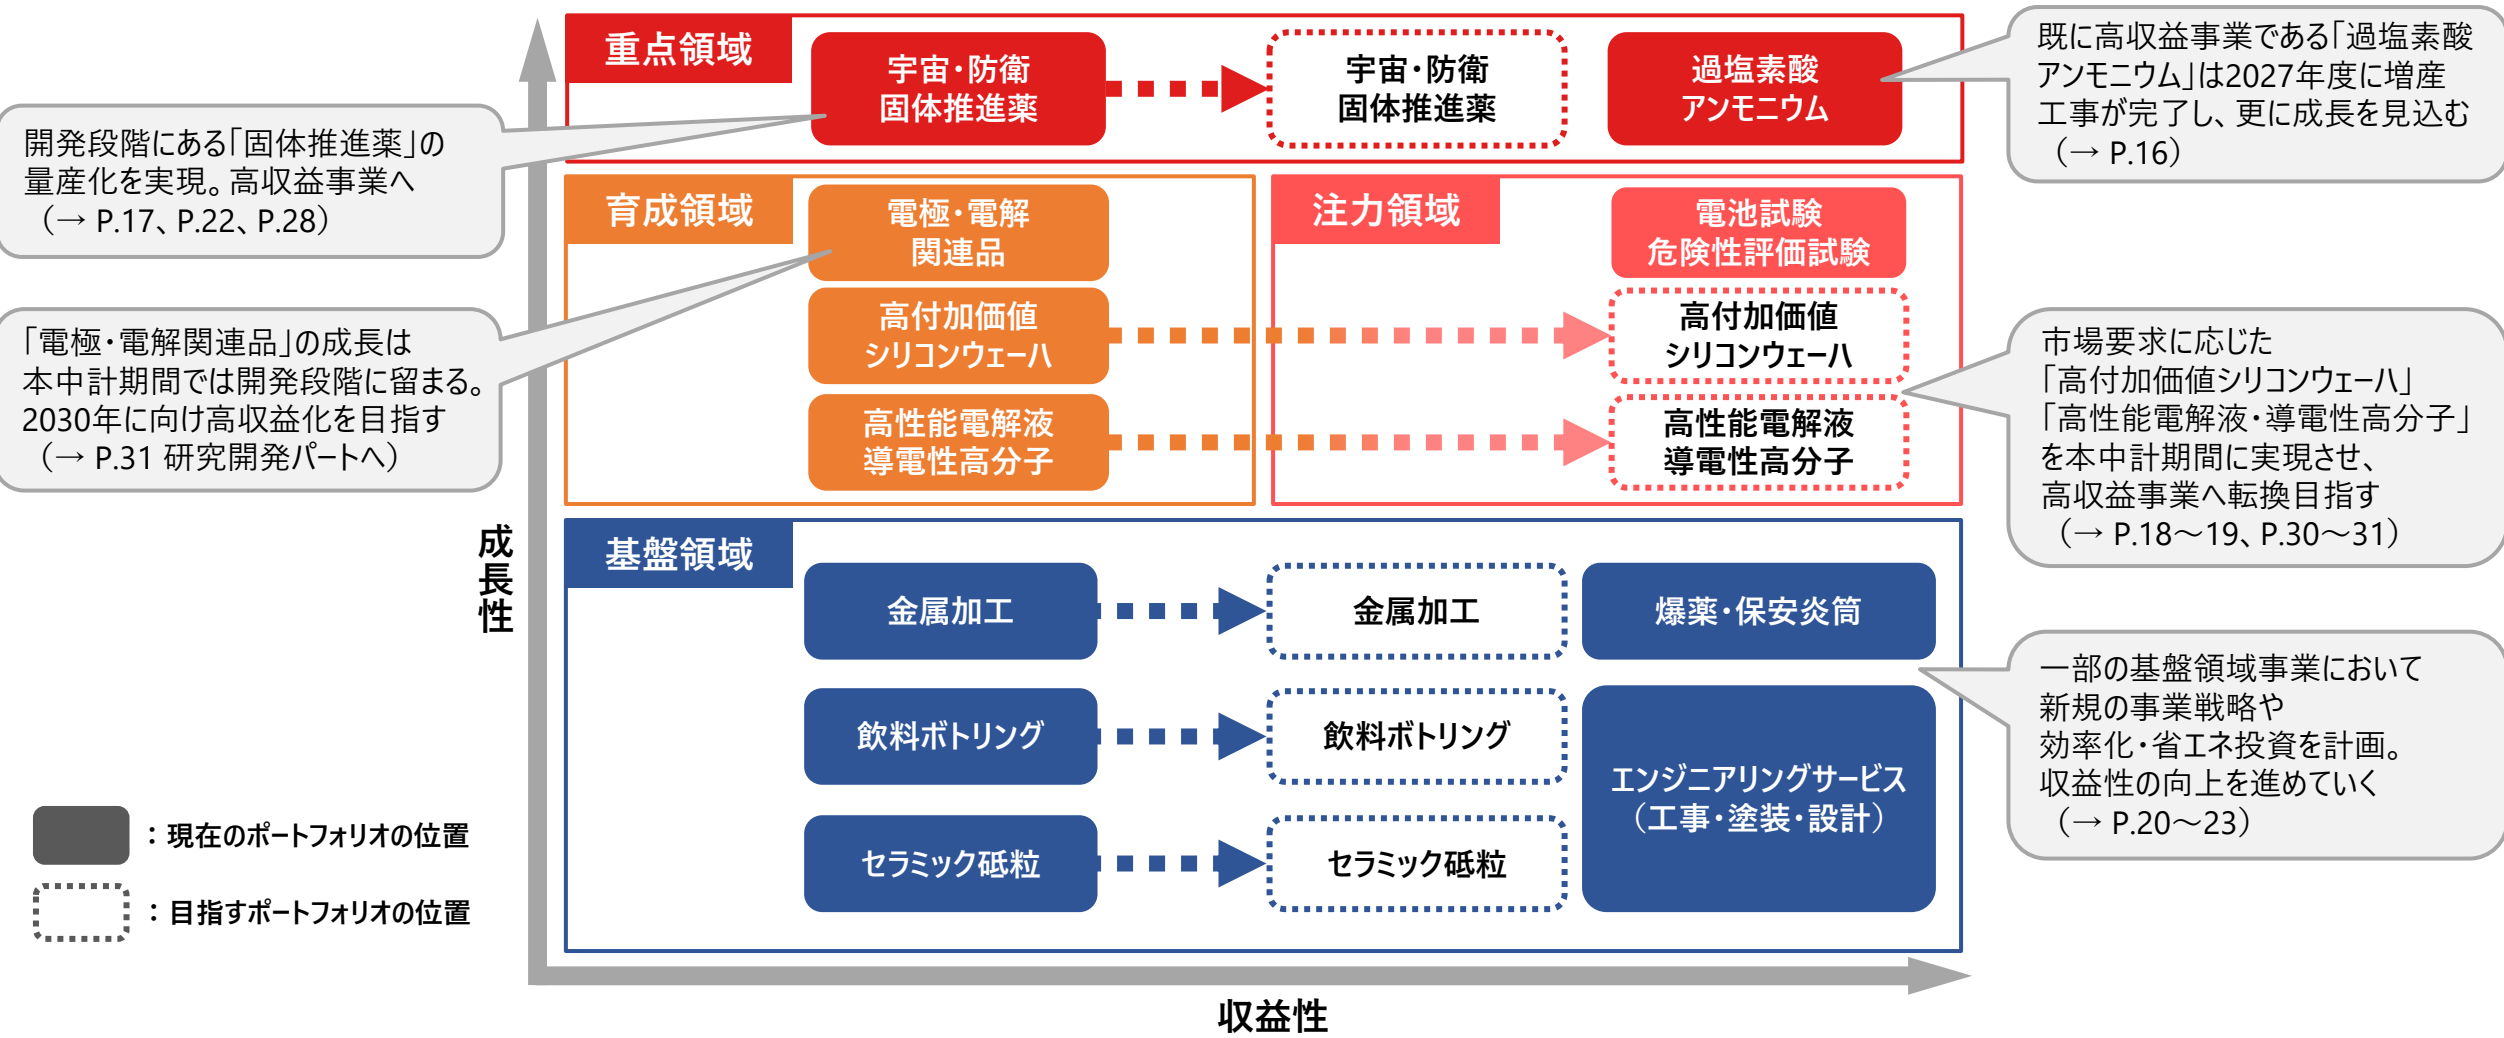 重点領域
宇宙・防衛
固体推進薬
宇宙・防衛
固体推進薬
過塩素酸
アンモニウム
既に高収益事業である「過塩素酸
アンモニウム」は2027年度に増産
工事が完了し、更に成長を見込む
（→ P.16）
開発段階にある「固体推進薬」の
量産化を実現。高収益事業へ
（→ P.17、P.22、P.28）
育成領域
電極・電解
関連品
高付加価値
シリコンウェーハ
高性能電解液
導電性高分子
注力領域
電池試験
危険性評価試験
高付加価値
シリコンウェーハ
高性能電解液
導電性高分子
「電極・電解関連品」の成長は
本中計期間では開発段階に留まる。
2030年に向け高収益化を目指す
（→ P.31 研究開発パートへ）
市場要求に応じた
「高付加価値シリコンウェーハ」
「高性能電解液・導電性高分子」
を本中計期間に実現させ、
高収益事業へ転換目指す
（→ P.18～19、P.30～31）
成長性
基盤領域
金属加工
金属加工
爆薬・保安炎筒
飲料ボトリング
飲料ボトリング
エンジニアリングサービス
（工事・塗装・設計）
セラミック砥粒
セラミック砥粒
一部の基盤領域事業において
新規の事業戦略や
効率化・省エネ投資を計画。
収益性の向上を進めていく
（→ P.20～23）
：現在のポートフォリオの位置
：目指すポートフォリオの位置
収益性